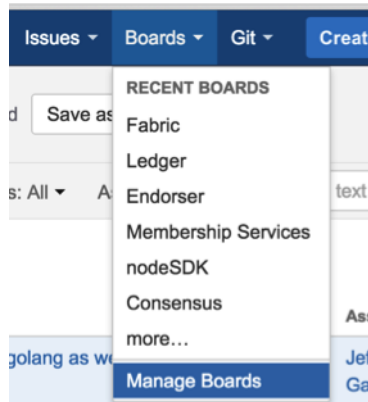 Issues Boards Git Creat
d Save as
RECENT BOARDS
Fabric
Ledger
s: All A
Endorser
text
Membership Services
nodeSDK
Consensus
Ass
more...
golang as we
Jef
Manage Boards
Ga